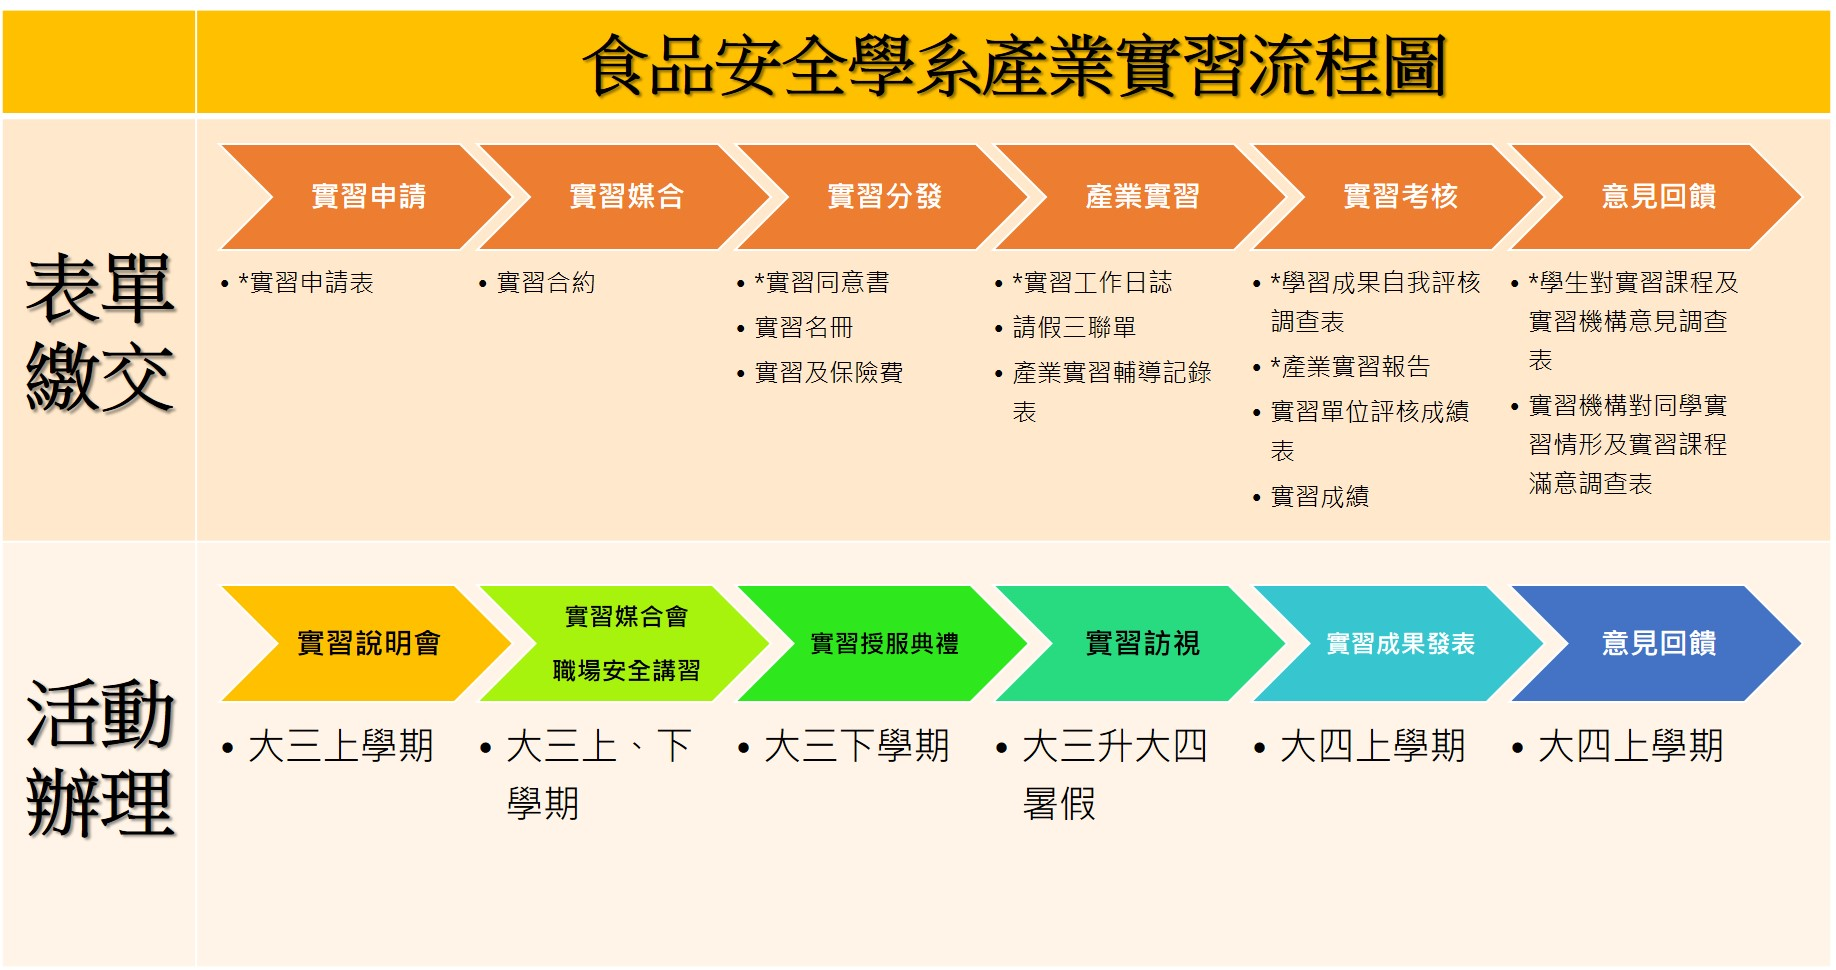 食品安全學系產業實習流程圖
表單
繳交
實習申請
• *實習申請表
實習媒合
• 實習合約
實習分發
• *實習同意書
• 實習名冊
• 實習及保險費
產業實習
• *實習工作日誌
• 請假三聯單
• 產業實習輔導記錄
表
實習考核
• *學習成果自我評核
調查表
• *產業實習報告
• 實習單位評核成績
表
• 實習成績
意見回饋
• *學生對實習課程及
實習機構意見調查
表
• 實習機構對同學實
習情形及實習課程
滿意調查表
活動
辦理
實習說明會
• 大三上學期
實習媒合會
職場安全講習
• 大三上、下
學期
實習授服典禮
• 大三下學期
實習訪視
• 大三升大四
暑假
實習成果發表
• 大四上學期
意見回饋
• 大四上學期